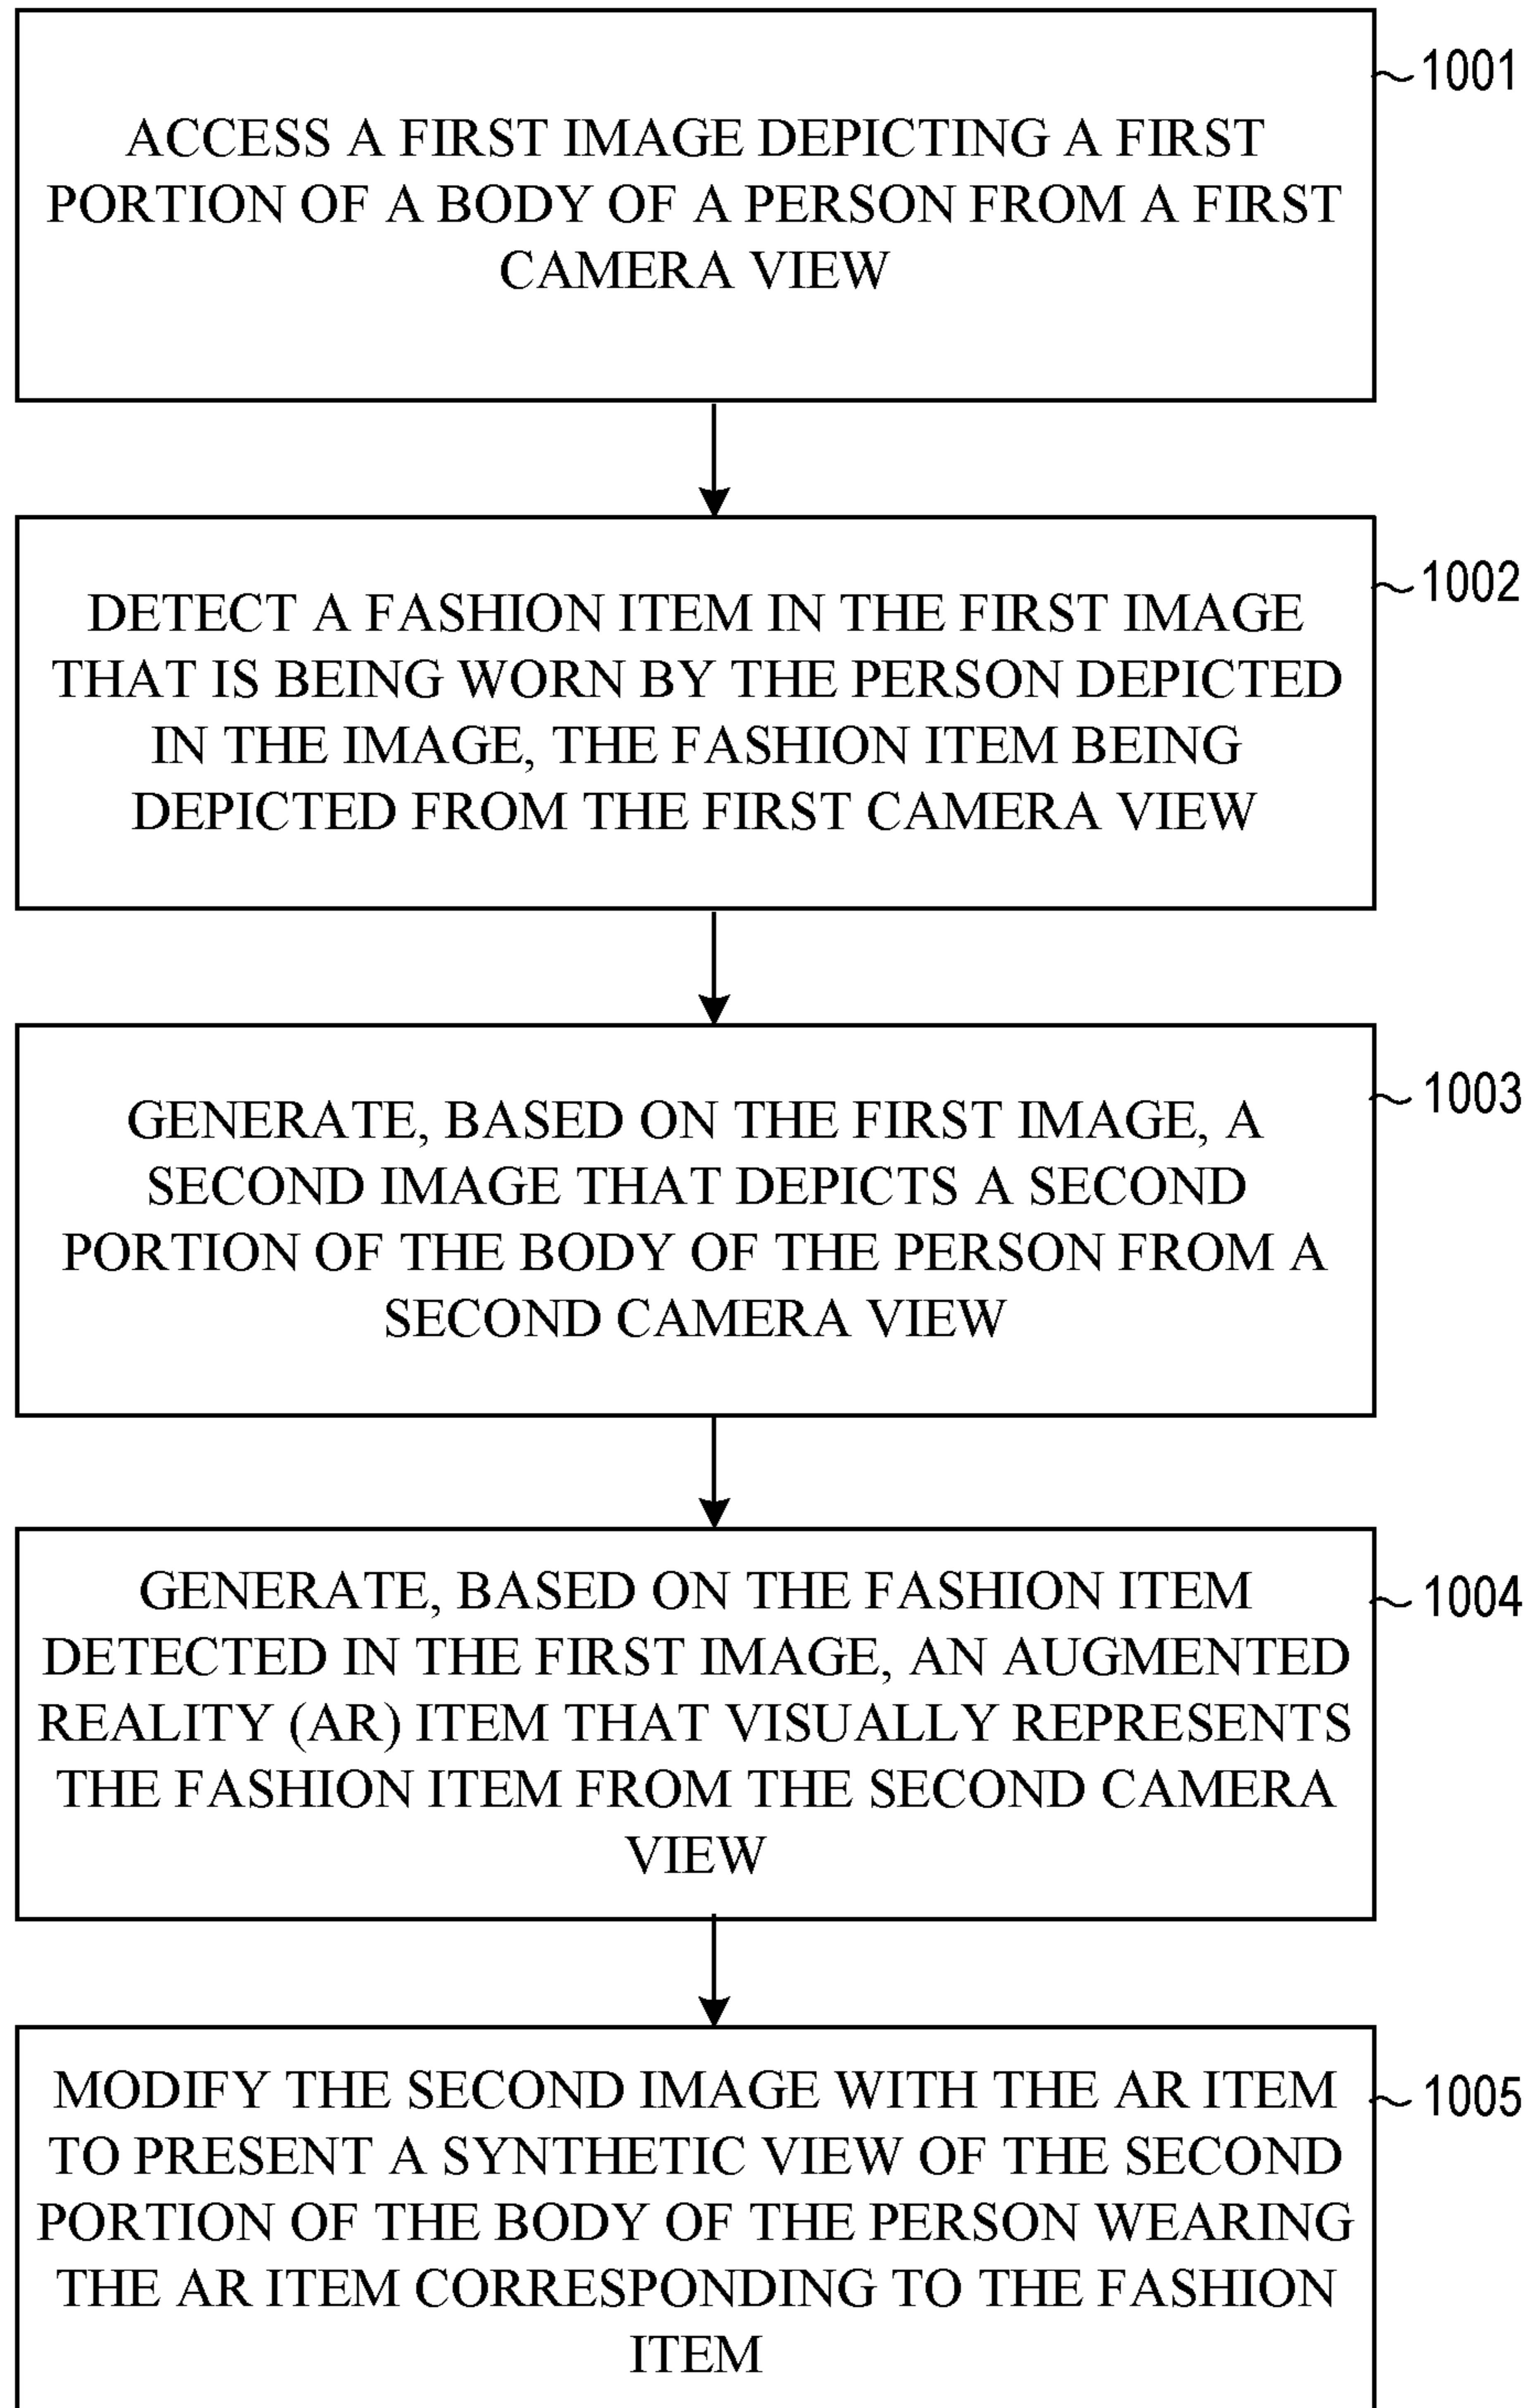 1001
ACCESS A FIRST IMAGE DEPICTING A FIRST
PORTION OF A BODY OF A PERSON FROM A FIRST
CAMERA VIEW
1002
DETECT A FASHION ITEM IN THE FIRST IMAGE
THAT IS BEING WORN BY THE PERSON DEPICTED
IN THE IMAGE, THE FASHION ITEM BEING
DEPICTED FROM THE FIRST CAMERA VIEW
1003
GENERATE, BASED ON THE FIRST IMAGE, A
SECOND IMAGE THAT DEPICTS A SECOND
PORTION OF THE BODY OF THE PERSON FROM A
SECOND CAMERA VIEW
1004
GENERATE, BASED ON THE FASHION ITEM
DETECTED IN THE FIRST IMAGE, AN AUGMENTED
REALITY (AR) ITEM THAT VISUALLY REPRESENTS
THE FASHION ITEM FROM THE SECOND CAMERA
VIEW
1005
MODIFY THE SECOND IMAGE WITH THE AR ITEM
TO PRESENT A SYNTHETIC VIEW OF THE SECOND
PORTION OF THE BODY OF THE PERSON WEARING
THE AR ITEM CORRESPONDING TO THE FASHION
ITEM